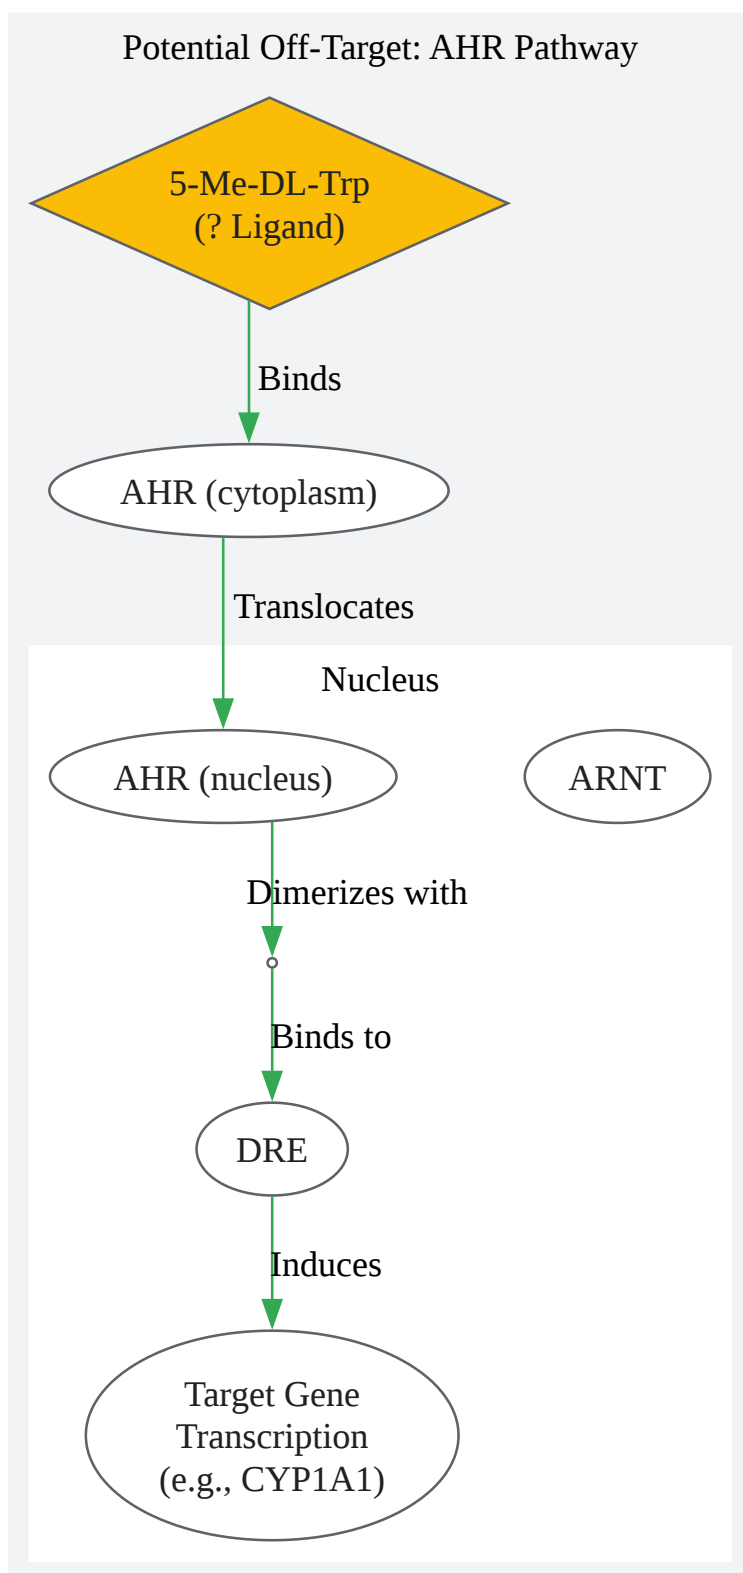 Potential Off-Target: AHR Pathway
5-Me-DL-Trp
(? Ligand)
Binds
AHR (cytoplasm)
Translocates
Nucleus
AHR (nucleus)
ARNT
Dimerizes with
Binds to
DRE
Induces
Target Gene
Transcription
(e.g., CYP1A1)